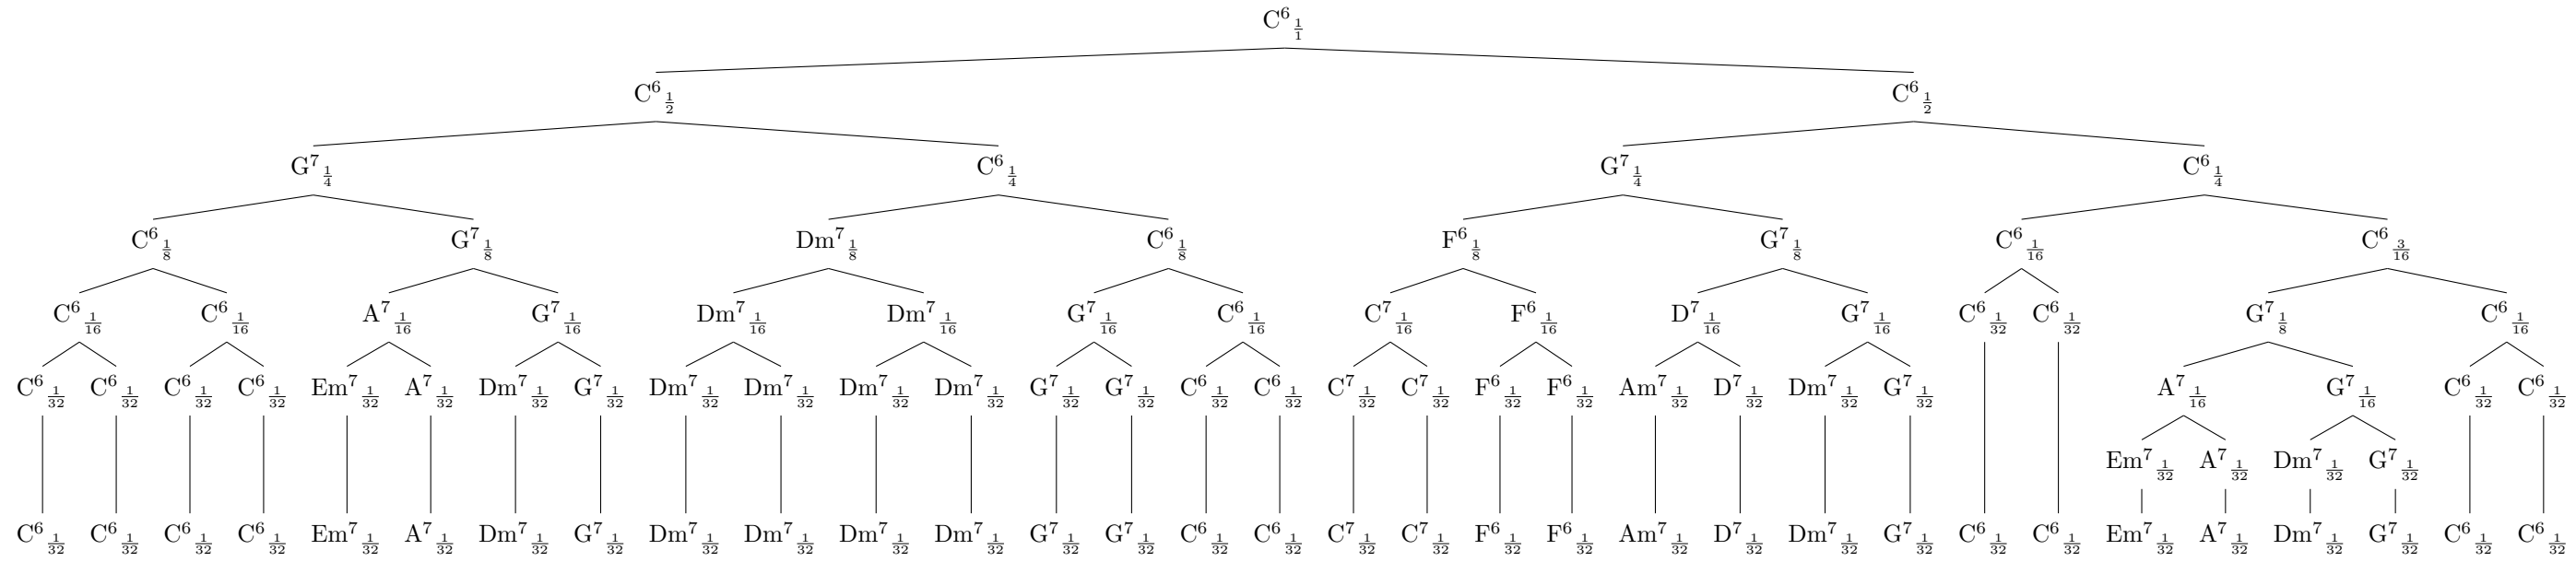 C⁶ 1/1
C⁶ 1/2 C⁶ 1/2
G⁷ 1/4 C⁶ 1/4 G⁷ 1/4 C⁶ 1/4
C⁶ 1/8 G⁷ 1/8 Dm⁷ 1/8 C⁶ 1/8 F⁶ 1/8 G⁷ 1/8 C⁶ 1/16 C⁶ 3/16
C⁶ 1/16 C⁶ 1/16 A⁷ 1/16 G⁷ 1/16 Dm⁷ 1/16 Dm⁷ 1/16 G⁷ 1/16 C⁶ 1/16 C⁷ 1/16 F⁶ 1/16 D⁷ 1/16 G⁷ 1/16 C⁶ 1/32 C⁶ 1/32 G⁷ 1/8 C⁶ 1/16
C⁶ 1/32 C⁶ 1/32 C⁶ 1/32 C⁶ 1/32 Em⁷ 1/32 A⁷ 1/32 Dm⁷ 1/32 G⁷ 1/32 Dm⁷ 1/32 Dm⁷ 1/32 Dm⁷ 1/32 Dm⁷ 1/32 G⁷ 1/32 G⁷ 1/32 C⁶ 1/32 C⁶ 1/32 C⁷ 1/32 C⁷ 1/32 F⁶ 1/32 F⁶ 1/32 Am⁷ 1/32 D⁷ 1/32 Dm⁷ 1/32 G⁷ 1/32 A⁷ 1/16 G⁷ 1/16 C⁶ 1/32 C⁶ 1/32
Em⁷ 1/32 A⁷ 1/32 Dm⁷ 1/32 G⁷ 1/32
C⁶ 1/32 C⁶ 1/32 C⁶ 1/32 C⁶ 1/32 Em⁷ 1/32 A⁷ 1/32 Dm⁷ 1/32 G⁷ 1/32 Dm⁷ 1/32 Dm⁷ 1/32 Dm⁷ 1/32 Dm⁷ 1/32 G⁷ 1/32 G⁷ 1/32 C⁶ 1/32 C⁶ 1/32 C⁷ 1/32 C⁷ 1/32 F⁶ 1/32 F⁶ 1/32 Am⁷ 1/32 D⁷ 1/32 Dm⁷ 1/32 G⁷ 1/32 C⁶ 1/32 C⁶ 1/32 Em⁷ 1/32 A⁷ 1/32 Dm⁷ 1/32 G⁷ 1/32 C⁶ 1/32 C⁶ 1/32